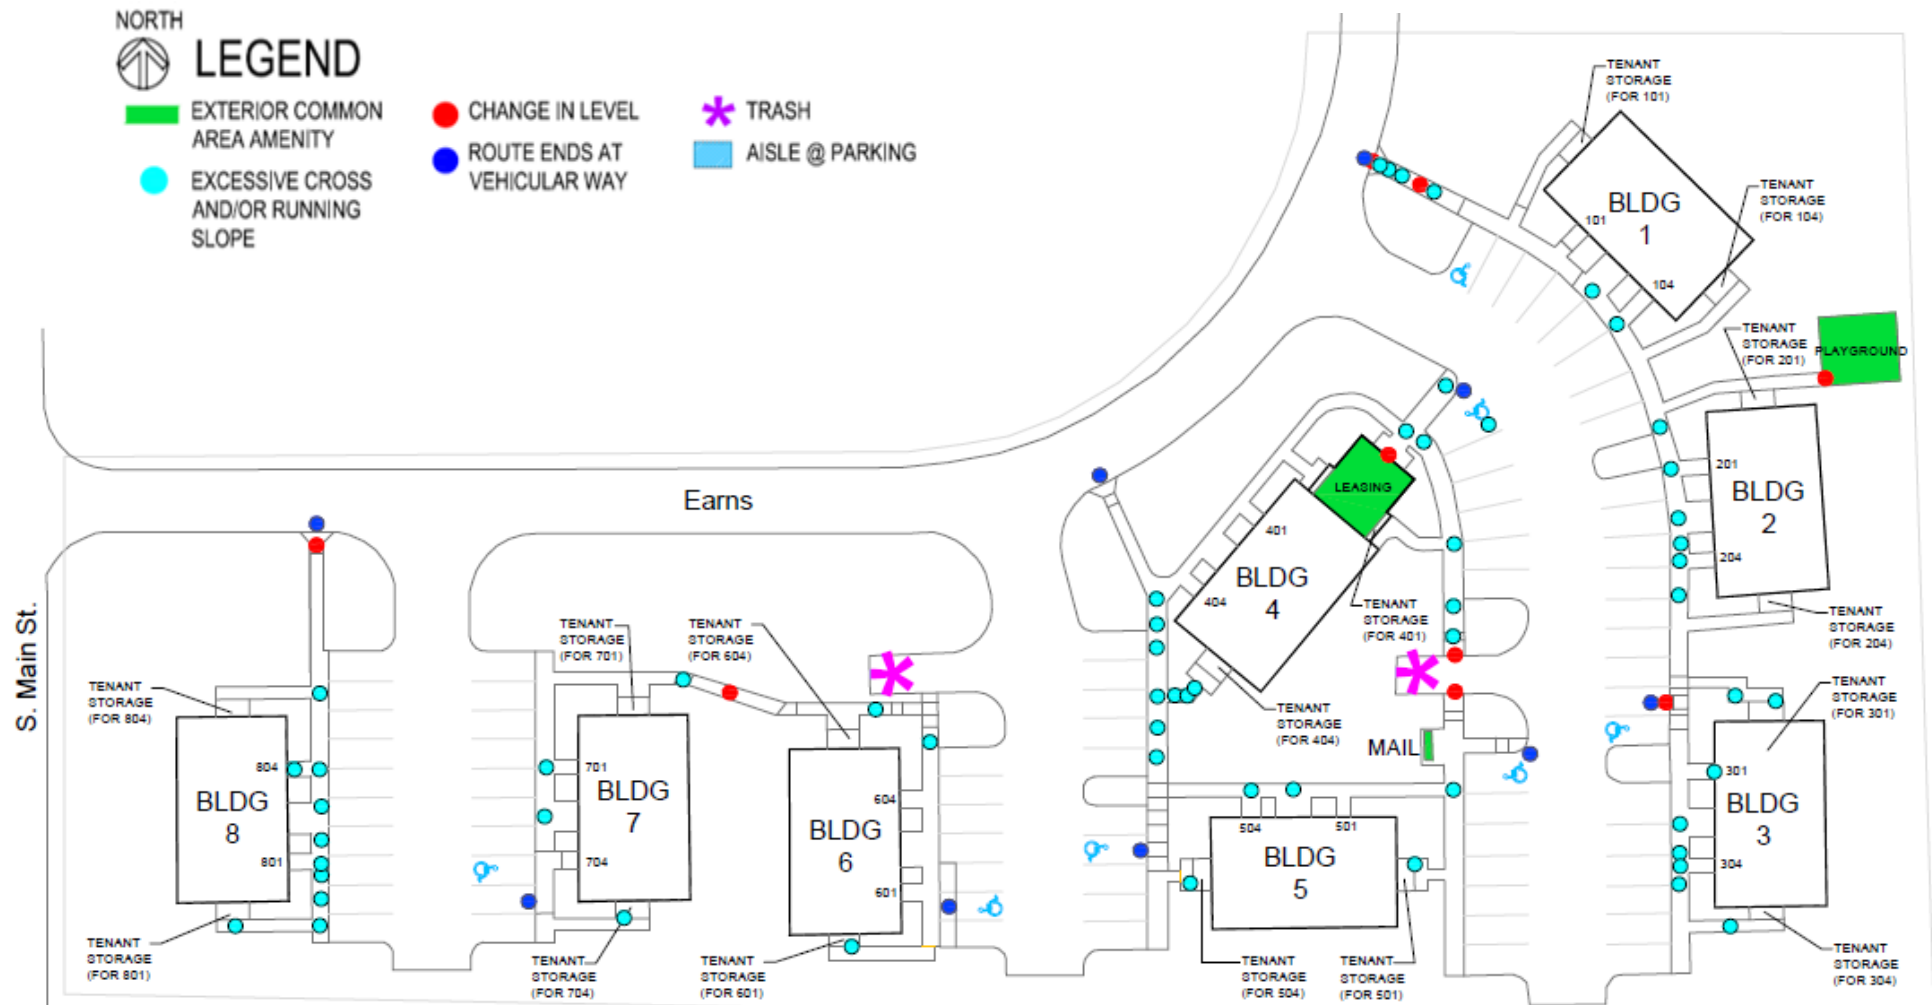 NORTH
LEGEND
EXTERIOR COMMON
AREA AMENITY
EXCESSIVE CROSS
AND/OR RUNNING
SLOPE
CHANGE IN LEVEL
ROUTE ENDS AT
VEHICULAR WAY
TRASH
AISLE @ PARKING
TENANT
STORAGE
(FOR 101)
BLDG
1
101
104
TENANT
STORAGE
(FOR 104)
TENANT
STORAGE
(FOR 201)
PLAYGROUND
201
BLDG
2
204
TENANT
STORAGE
(FOR 204)
Earns
S. Main St.
LEASING
401
BLDG
4
404
TENANT
STORAGE
(FOR 401)
TENANT
STORAGE
(FOR 404)
MAIL
TENANT
STORAGE
(FOR 301)
301
BLDG
3
304
TENANT
STORAGE
(FOR 304)
TENANT
STORAGE
(FOR 804)
804
BLDG
8
801
TENANT
STORAGE
(FOR 801)
TENANT
STORAGE
(FOR 701)
701
BLDG
7
704
TENANT
STORAGE
(FOR 704)
TENANT
STORAGE
(FOR 604)
604
BLDG
6
601
TENANT
STORAGE
(FOR 601)
504
501
BLDG
5
TENANT
STORAGE
(FOR 504)
TENANT
STORAGE
(FOR 501)